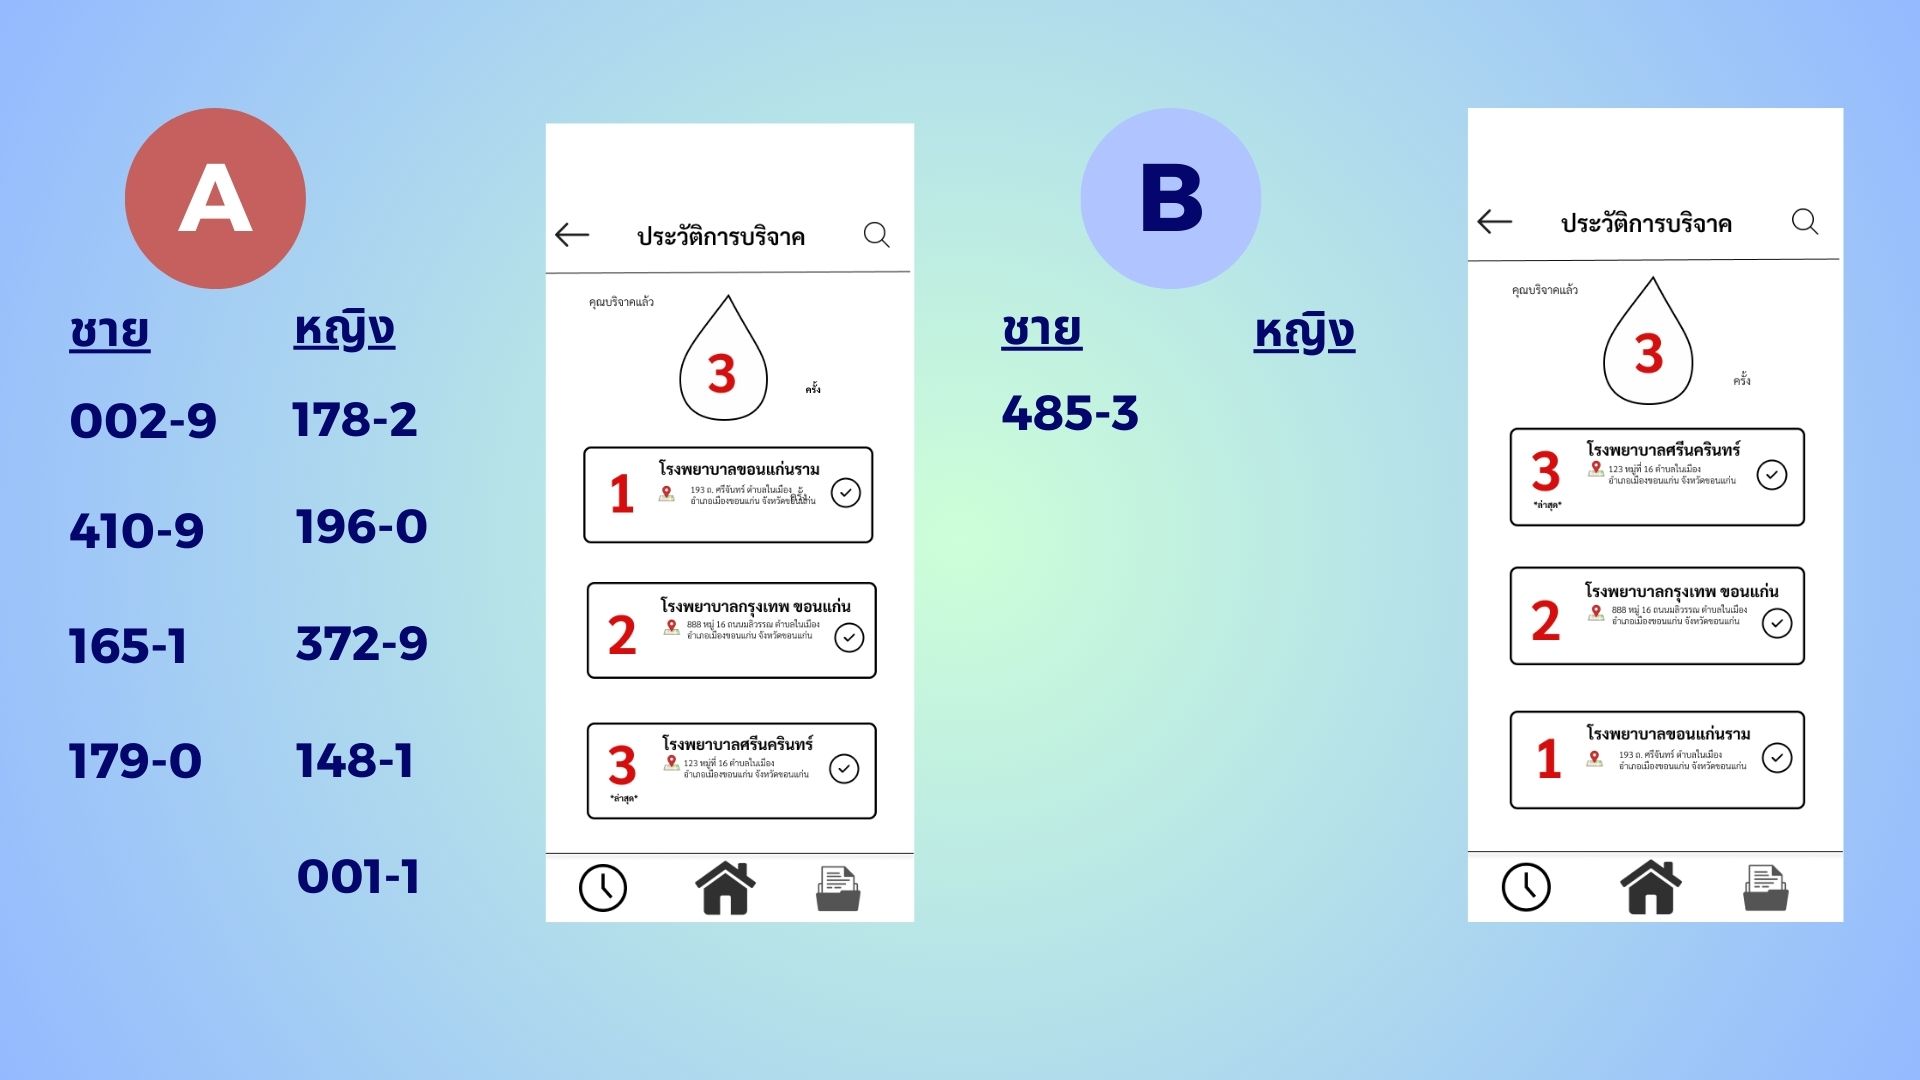 A
ชาย
หญิง
002-9
178-2
410-9
196-0
165-1
372-9
179-0
148-1
001-1
ประวัติการบริจาค
คุณบริจาคแล้ว
3
ครั้ง
1
โรงพยาบาลขอนแก่นราม
193 ถ. ศรีจันทร์ ตำบลในเมือง
ครั้ง
อำเภอเมืองขอนแก่น จังหวัดขอนแก่น
2
โรงพยาบาลกรุงเทพ ขอนแก่น
888 หมู่ 16 ถนนมลิวรรณ ตำบลในเมือง
อำเภอเมืองขอนแก่น จังหวัดขอนแก่น
3
*ล่าสุด*
โรงพยาบาลศรีนครินทร์
123 หมู่ที่ 16 ตำบลในเมือง
อำเภอเมืองขอนแก่น จังหวัดขอนแก่น
B
ชาย
หญิง
485-3
ประวัติการบริจาค
คุณบริจาคแล้ว
3
ครั้ง
3
*ล่าสุด*
โรงพยาบาลศรีนครินทร์
123 หมู่ที่ 16 ตำบลในเมือง
อำเภอเมืองขอนแก่น จังหวัดขอนแก่น
2
โรงพยาบาลกรุงเทพ ขอนแก่น
888 หมู่ 16 ถนนมลิวรรณ ตำบลในเมือง
อำเภอเมืองขอนแก่น จังหวัดขอนแก่น
1
โรงพยาบาลขอนแก่นราม
193 ถ. ศรีจันทร์ ตำบลในเมือง
อำเภอเมืองขอนแก่น จังหวัดขอนแก่น